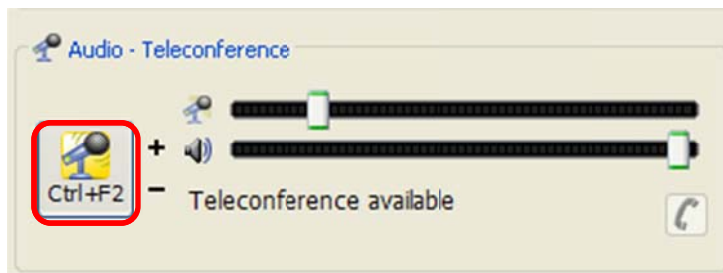 Audio - Teleconference
+
Ctrl+F2
−
Teleconference available